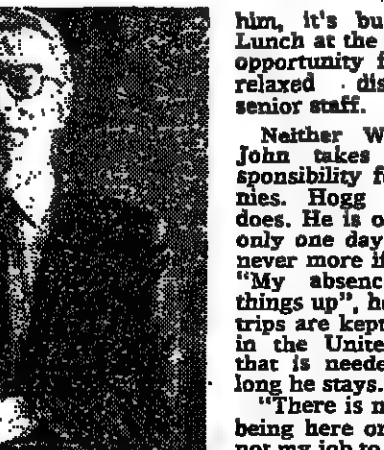 him, it's bu
Lunch at the
opportunity f
relaxed dis
senior staff.
Neither W
John takes
sponsibility f
nies. Hogg
does. He is o
only one day
never more if
"My absenc
things up", he
trips are kept
in the Unite
that is neede
long he stays.
"There is n
being here or
not my job to